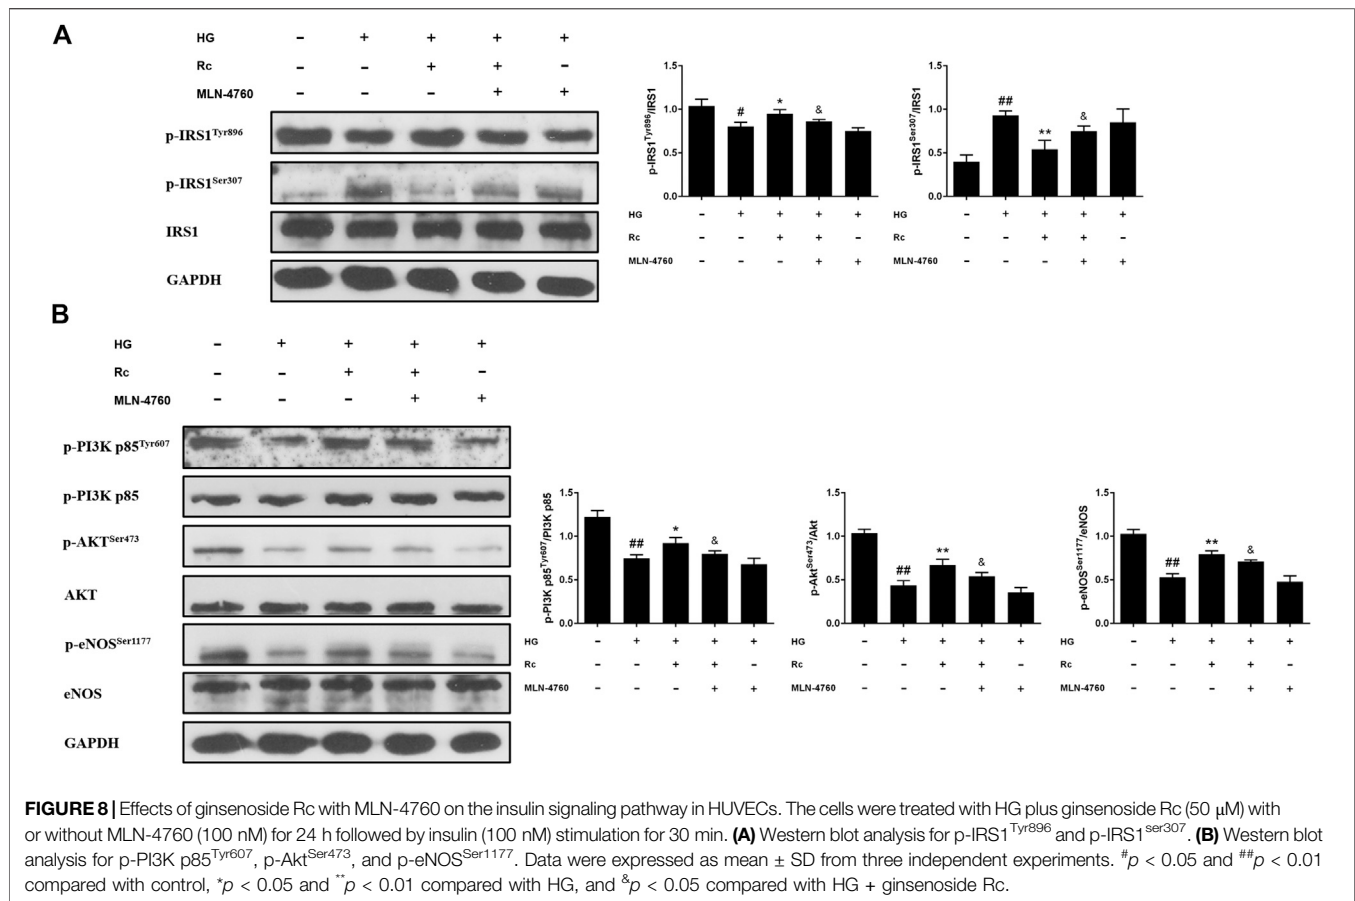 A
HG – + + + +
Rc – – + + –
MLN-4760 – – – + +
p-IRS1Tyr896
p-IRS1Ser307
IRS1
GAPDH
p-IRS1Tyr896/IRS1
1.5
1.0
0.5
0.0
# * &
HG – + + + +
Rc – – + + –
MLN-4760 – – – + +
p-IRS1Ser307/IRS1
1.5
1.0
0.5
0.0
## ** &
HG – + + + +
Rc – – + + –
MLN-4760 – – – + +
B
HG – + + + +
Rc – – + + –
MLN-4760 – – – + +
p-PI3K p85Tyr607
p-PI3K p85
p-AKTSer473
AKT
p-eNOSSer1177
eNOS
GAPDH
p-PI3K p85Tyr607/PI3K p85
1.5
1.0
0.5
0.0
## * &
HG – + + + +
Rc – – + + –
MLN-4760 – – – + +
p-AktSer473/Akt
1.5
1.0
0.5
0.0
## ** &
HG – + + + +
Rc – – + + –
MLN-4760 – – – + +
p-eNOSSer1177/eNOS
1.5
1.0
0.5
0.0
## ** &
HG – + + + +
Rc – – + + –
MLN-4760 – – – + +
FIGURE 8 | Effects of ginsenoside Rc with MLN-4760 on the insulin signaling pathway in HUVECs. The cells were treated with HG plus ginsenoside Rc (50 μM) with
or without MLN-4760 (100 nM) for 24 h followed by insulin (100 nM) stimulation for 30 min. (A) Western blot analysis for p-IRS1Tyr896 and p-IRS1ser307. (B) Western blot
analysis for p-PI3K p85Tyr607, p-AktSer473, and p-eNOSSer1177. Data were expressed as mean ± SD from three independent experiments. #p < 0.05 and ##p < 0.01
compared with control, *p < 0.05 and **p < 0.01 compared with HG, and &p < 0.05 compared with HG + ginsenoside Rc.